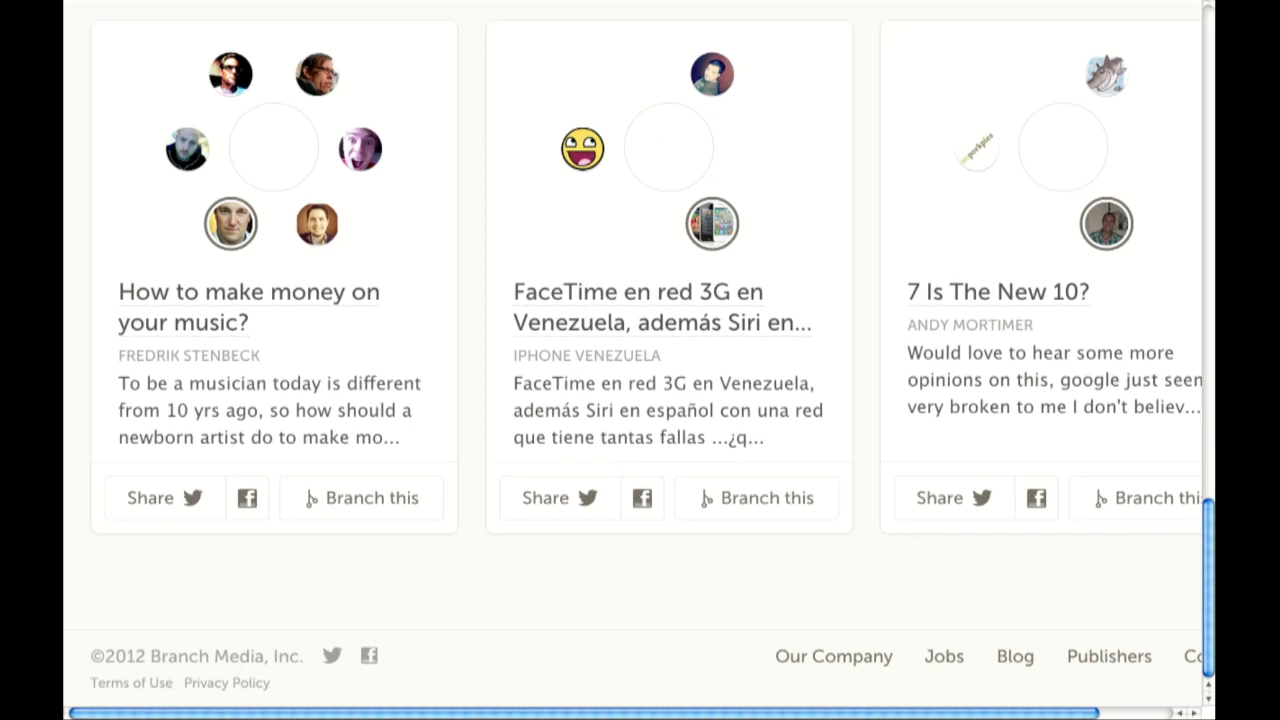 How to make money on
your music?
FREDRIK STENBECK
To be a musician today is different
from 10 yrs ago, so how should a
newborn artist do to make mo...
Share
Branch this
FaceTime en red 3G en
Venezuela, además Siri en...
IPHONE VENEZUELA
FaceTime en red 3G en Venezuela,
además Siri en español con una red
que tiene tantas fallas ...¿q...
Share
Branch this
porkpies
7 Is The New 10?
ANDY MORTIMER
Would love to hear some more
opinions on this, google just seen
very broken to me I don't believ...
Share
Branch thi
©2012 Branch Media, Inc.
Our Company Jobs Blog Publishers Co
Terms of Use Privacy Policy